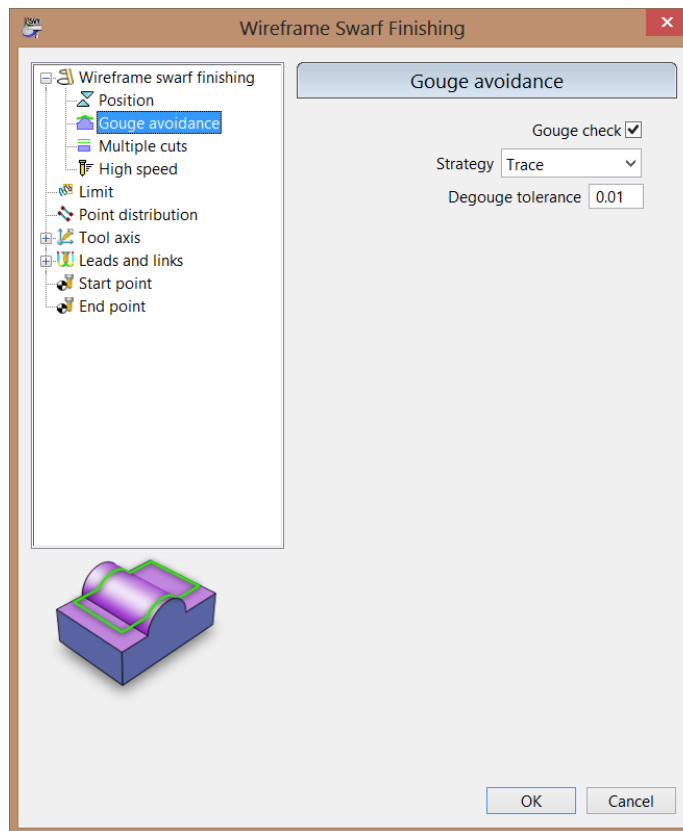 Wireframe Swarf Finishing
Wireframe swarf finishing
Position
Gouge avoidance
Multiple cuts
High speed
Limit
Point distribution
Tool axis
Leads and links
Start point
End point
Gouge avoidance
Gouge check
Strategy Trace
Degouge tolerance 0.01
OK Cancel